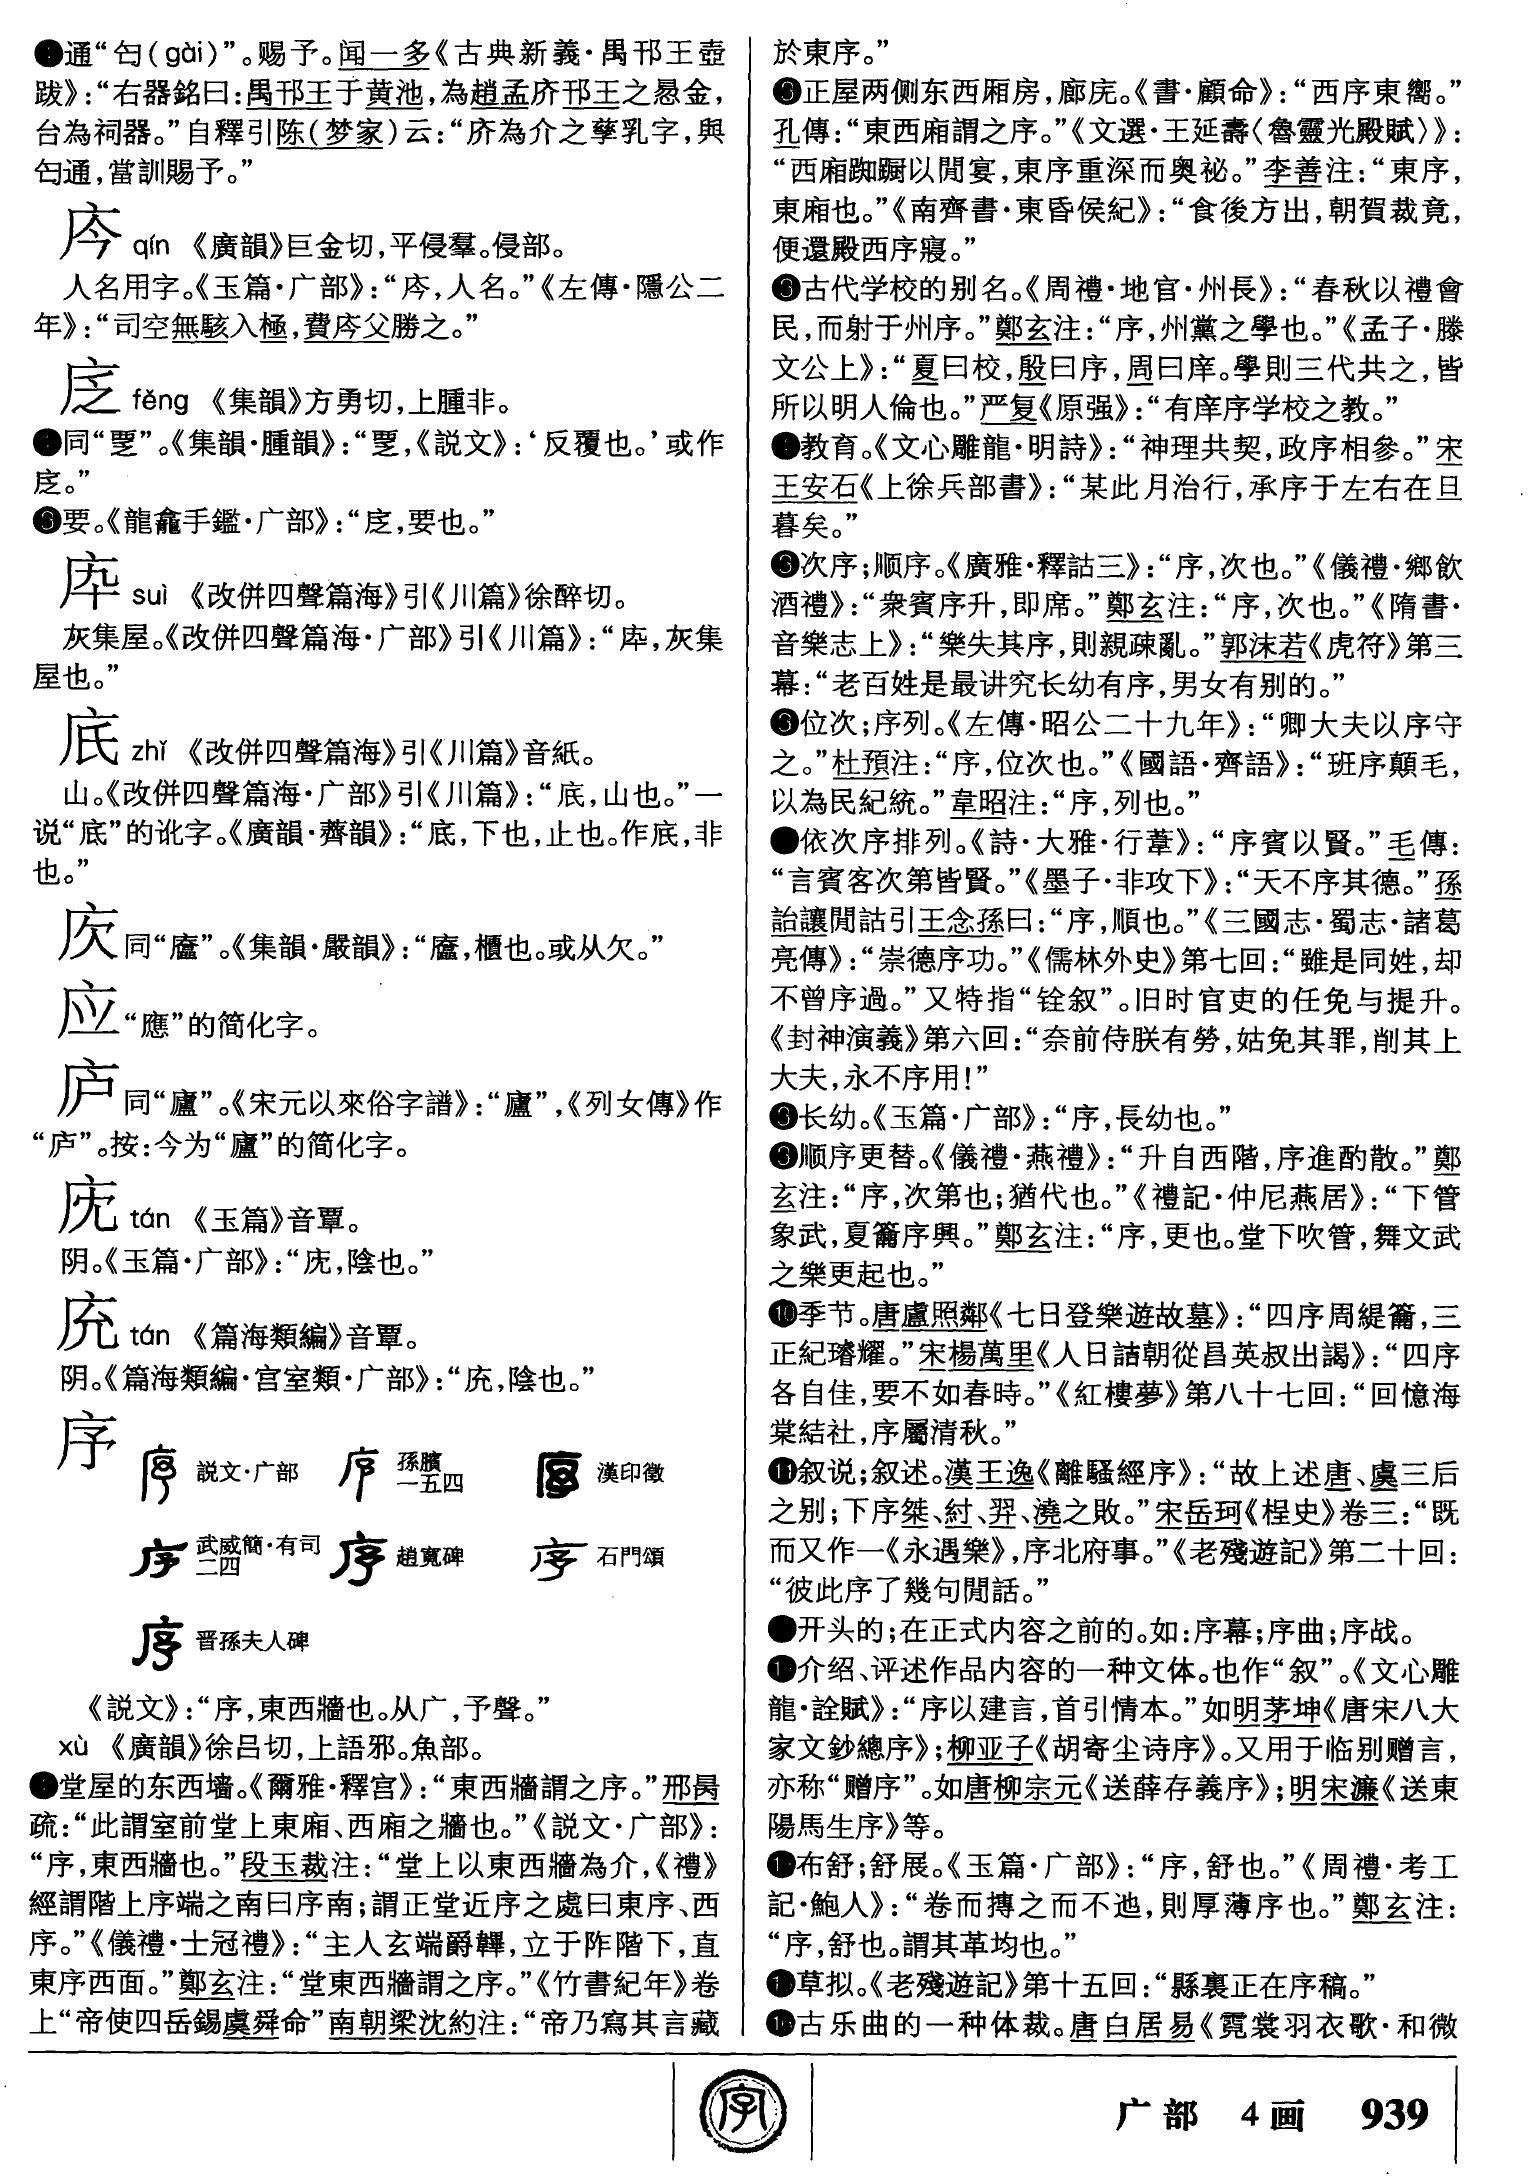 通“匄(gài)”。赐予。闻一多《古典新義·禺邗王壺
跋》：“右器銘曰：禺邗王于黄池，為趙孟庎邗王之惖金，
台為祠器。”自釋引陈(梦家)云：“庎為介之孳乳字，與
匄通，當訓賜予。”
庈 qín 《廣韻》巨金切，平侵羣。侵部。
人名用字。《玉篇·广部》：“庈，人名。”《左傳·隱公二
年》：“司空無駭入極，費庈父勝之。”
fěng 《集韻》方勇切，上腫非。
同“覂”。《集韻·腫韻》：“覂，《説文》：‘反覆也。’或作
。”
要。《龍龕手鑑·广部》：“，要也。”
suì 《改併四聲篇海》引《川篇》徐醉切。
灰集屋。《改併四聲篇海·广部》引《川篇》：“，灰集
屋也。”
zhǐ 《改併四聲篇海》引《川篇》音紙。
山。《改併四聲篇海·广部》引《川篇》：“，山也。”一
说“底”的讹字。《廣韻·薺韻》：“底，下也，止也。作，非
也。”
同“”。《集韻·嚴韻》：“，櫃也。或从欠。”
应 “應”的简化字。
庐 同“廬”。《宋元以來俗字譜》：“廬”，《列女傳》作
“庐”。按：今为“廬”的简化字。
tán 《玉篇》音覃。
阴。《玉篇·广部》：“，陰也。”
tán 《篇海類編》音覃。
阴。《篇海類編·宫室類·广部》：“，陰也。”
序
序 説文·广部 序 孫臏一五四 序 漢印徵
序 武威簡·有司二四 序 趙寬碑 序 石門頌
序 晋孫夫人碑
《説文》：“序，東西牆也。从广，予聲。”
xù 《廣韻》徐吕切，上語邪。魚部。
堂屋的东西墙。《爾雅·釋宫》：“東西牆謂之序。”邢昺
疏：“此謂室前堂上東廂、西廂之牆也。”《説文·广部》：
“序，東西牆也。”段玉裁注：“堂上以東西牆為介，《禮》
經謂階上序端之南曰序南；謂正堂近序之處曰東序、西
序。”《儀禮·士冠禮》：“主人玄端爵韠，立于阼階下，直
東序西面。”鄭玄注：“堂東西牆謂之序。”《竹書紀年》卷
上“帝使四岳錫虞舜命”南朝梁沈約注：“帝乃寫其言藏
於東序。”
正屋两侧东西厢房，廊庑。《書·顧命》：“西序東嚮。”
孔傳：“東西廂謂之序。”《文選·王延壽〈魯靈光殿賦〉》：
“西廂踟蹰以閒宴，東序重深而奥祕。”李善注：“東序，
東廂也。”《南齊書·東昏侯紀》：“食後方出，朝賀裁竟，
便還殿西序寢。”
古代学校的别名。《周禮·地官·州長》：“春秋以禮會
民，而射于州序。”鄭玄注：“序，州黨之學也。”《孟子·滕
文公上》：“夏曰校，殷曰序，周曰庠。學則三代共之，皆
所以明人倫也。”严复《原强》：“有庠序学校之教。”
教育。《文心雕龍·明詩》：“神理共契，政序相參。”宋
王安石《上徐兵部書》：“某此月治行，承序于左右在旦
暮矣。”
次序；顺序。《廣雅·釋詁三》：“序，次也。”《儀禮·鄉飲
酒禮》：“衆賓序升，即席。”鄭玄注：“序，次也。”《隋書·
音樂志上》：“樂失其序，則親疎亂。”郭沫若《虎符》第三
幕：“老百姓是最讲究长幼有序，男女有别的。”
位次；序列。《左傳·昭公二十九年》：“卿大夫以序守
之。”杜預注：“序，位次也。”《國語·齊語》：“班序顛毛，
以為民紀統。”韋昭注：“序，列也。”
依次序排列。《詩·大雅·行葦》：“序賓以賢。”毛傳：
“言賓客次第皆賢。”《墨子·非攻下》：“天不序其德。”孫
詒讓閒詁引王念孫曰：“序，順也。”《三國志·蜀志·諸葛
亮傳》：“崇德序功。”《儒林外史》第七回：“雖是同姓，却
不曾序過。”又特指“铨叙”。旧时官吏的任免与提升。
《封神演義》第六回：“奈前侍朕有勞，姑免其罪，削其上
大夫，永不序用！”
长幼。《玉篇·广部》：“序，長幼也。”
顺序更替。《儀禮·燕禮》：“升自西階，序進酌散。”鄭
玄注：“序，次第也；猶代也。”《禮記·仲尼燕居》：“下管
象武，夏籥序興。”鄭玄注：“序，更也。堂下吹管，舞文武
之樂更起也。”
❿季节。唐盧照鄰《七日登樂遊故墓》：“四序周緹籥，三
正紀璿耀。”宋楊萬里《人日詰朝從昌英叔出謁》：“四序
各自佳，要不如春時。”《紅樓夢》第八十七回：“回憶海
棠結社，序屬清秋。”
⓫叙说；叙述。漢王逸《離騷經序》：“故上述唐、虞三后
之别；下序桀、紂、羿、澆之敗。”宋岳珂《桯史》卷三：“既
而又作一《永遇樂》，序北府事。”《老殘遊記》第二十回：
“彼此序了幾句閒話。”
开头的；在正式内容之前的。如：序幕；序曲；序战。
介绍、评述作品内容的一种文体。也作“叙”。《文心雕
龍·詮賦》：“序以建言，首引情本。”如明茅坤《唐宋八大
家文鈔總序》；柳亚子《胡寄尘诗序》。又用于临别赠言，
亦称“赠序”。如唐柳宗元《送薛存義序》；明宋濂《送東
陽馬生序》等。
布舒；舒展。《玉篇·广部》：“序，舒也。”《周禮·考工
記·鮑人》：“卷而摶之而不迆，則厚薄序也。”鄭玄注：
“序，舒也。謂其革均也。”
草拟。《老殘遊記》第十五回：“縣裏正在序稿。”
古乐曲的一种体裁。唐白居易《霓裳羽衣歌·和微
字
广部 4画 939